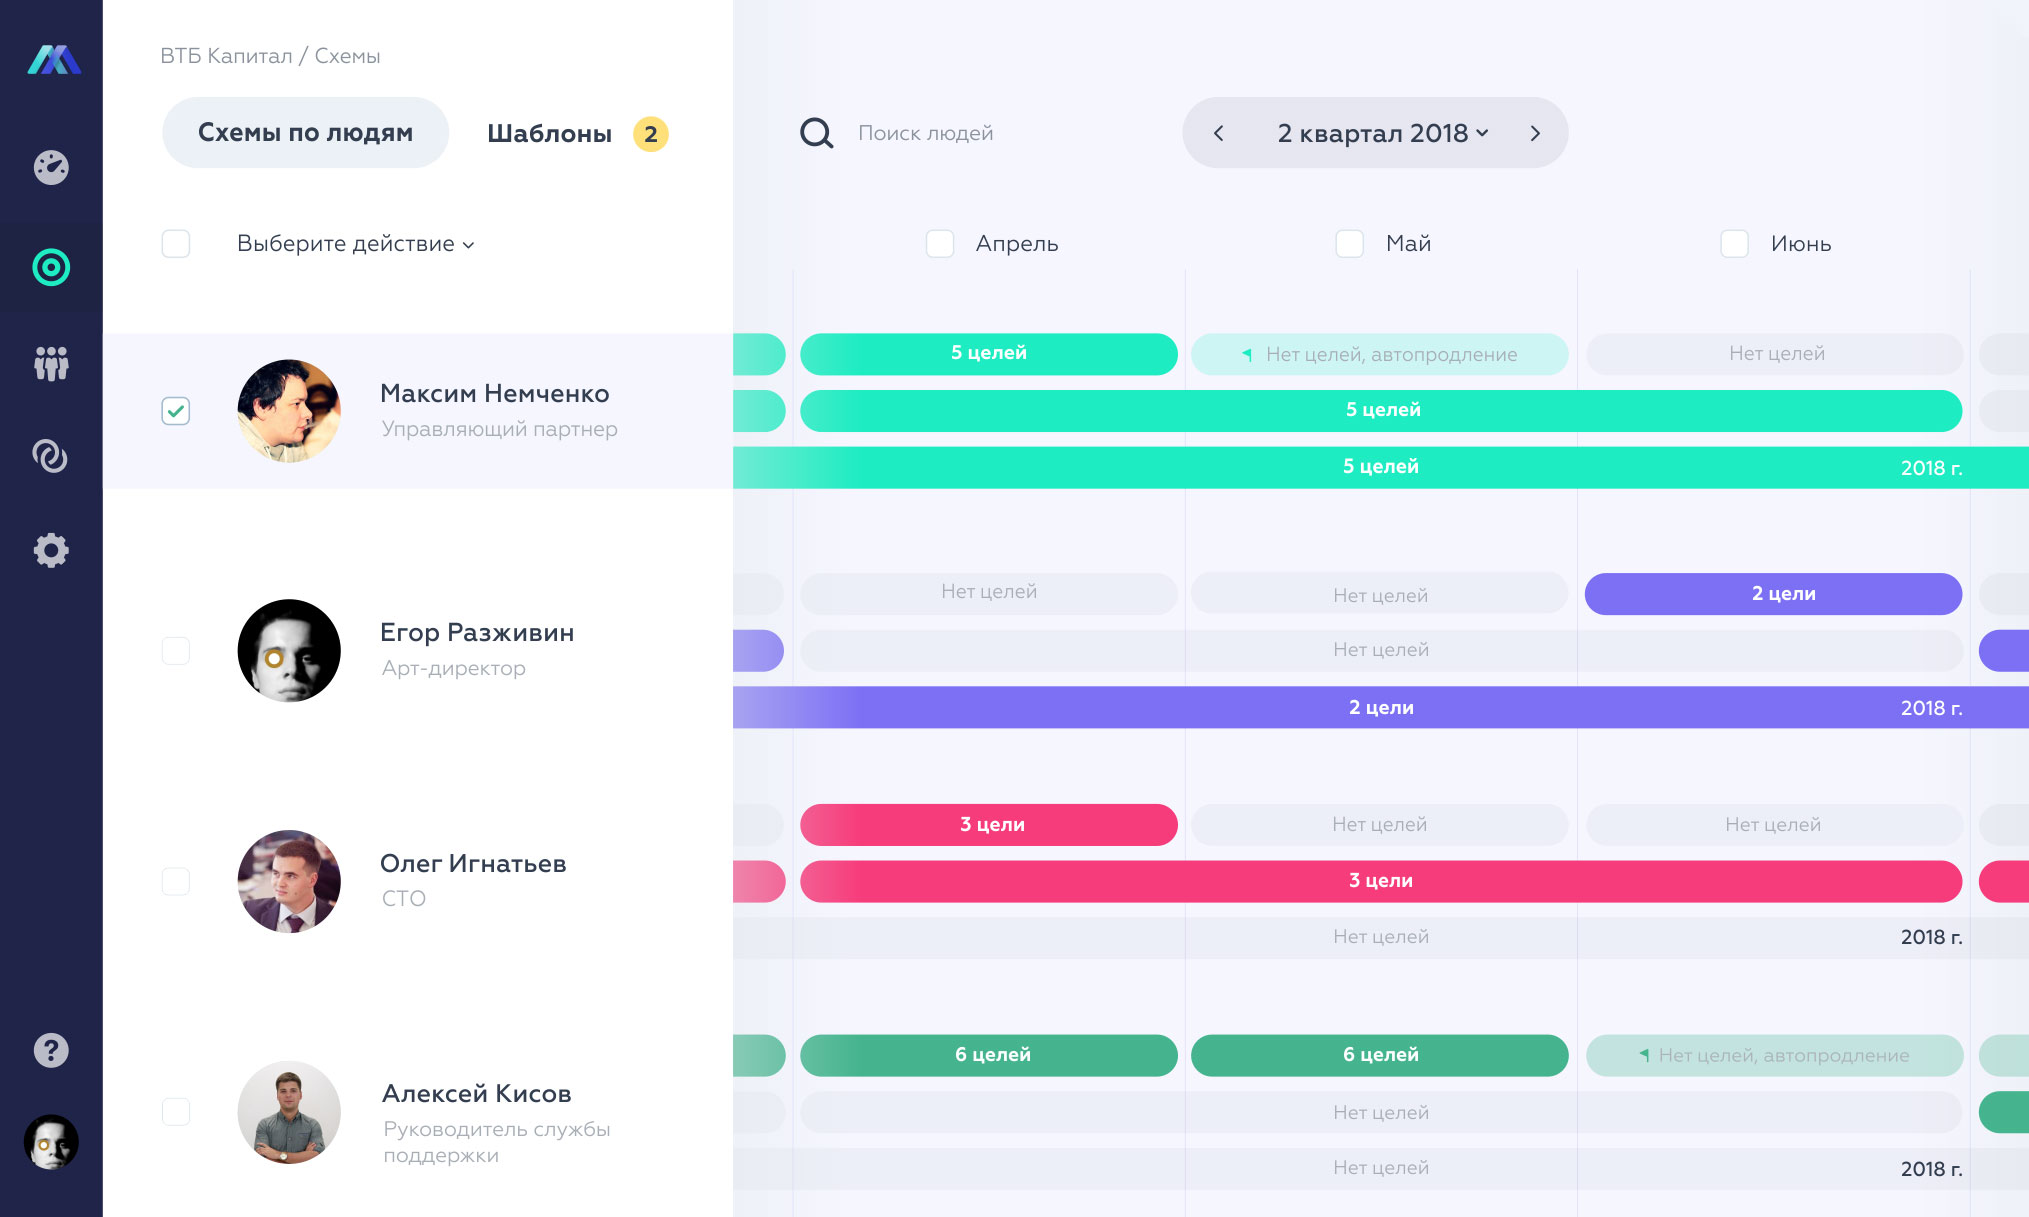 ВТБ Капитал / Схемы
Схемы по людям
Шаблоны 2
Поиск людей
2 квартал 2018
Выберите действие
Апрель
Май
Июнь
Максим Немченко
Управляющий партнер
5 целей
Нет целей, автопродление
Нет целей
5 целей
5 целей
2018 г.
Егор Разживин
Арт-директор
Нет целей
Нет целей
2 цели
Нет целей
2 цели
2018 г.
Олег Игнатьев
СТО
3 цели
Нет целей
Нет целей
3 цели
Нет целей
2018 г.
Алексей Кисов
Руководитель службы
поддержки
6 целей
6 целей
Нет целей, автопродление
Нет целей
Нет целей
2018 г.
?